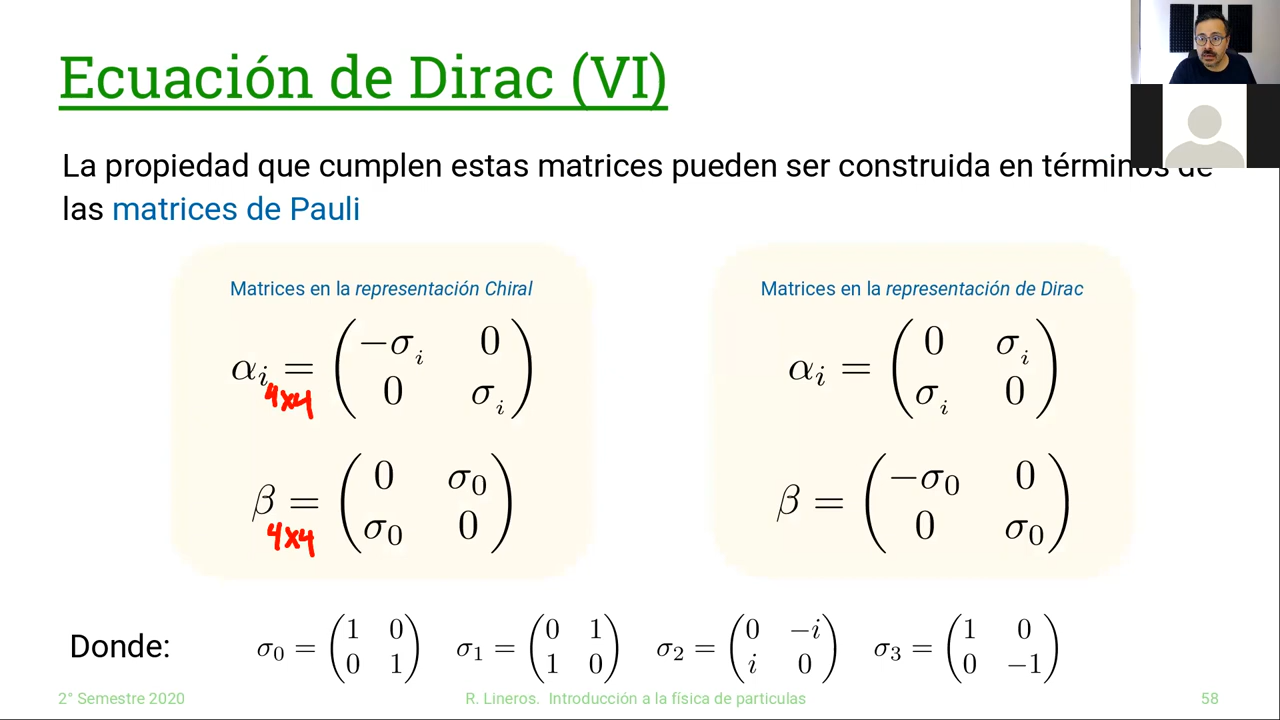 Ecuación de Dirac (VI)
La propiedad que cumplen estas matrices pueden ser construida en términos de
las matrices de Pauli
Matrices en la representación Chiral
αᵢ = ( −σᵢ 0 ; 0 σᵢ )
4x4
β = ( 0 σ₀ ; σ₀ 0 )
4x4
Matrices en la representación de Dirac
αᵢ = ( 0 σᵢ ; σᵢ 0 )
β = ( −σ₀ 0 ; 0 σ₀ )
Donde: σ₀ = ( 1 0 ; 0 1 ) σ₁ = ( 0 1 ; 1 0 ) σ₂ = ( 0 −i ; i 0 ) σ₃ = ( 1 0 ; 0 −1 )
2° Semestre 2020 R. Lineros. Introducción a la física de particulas 58